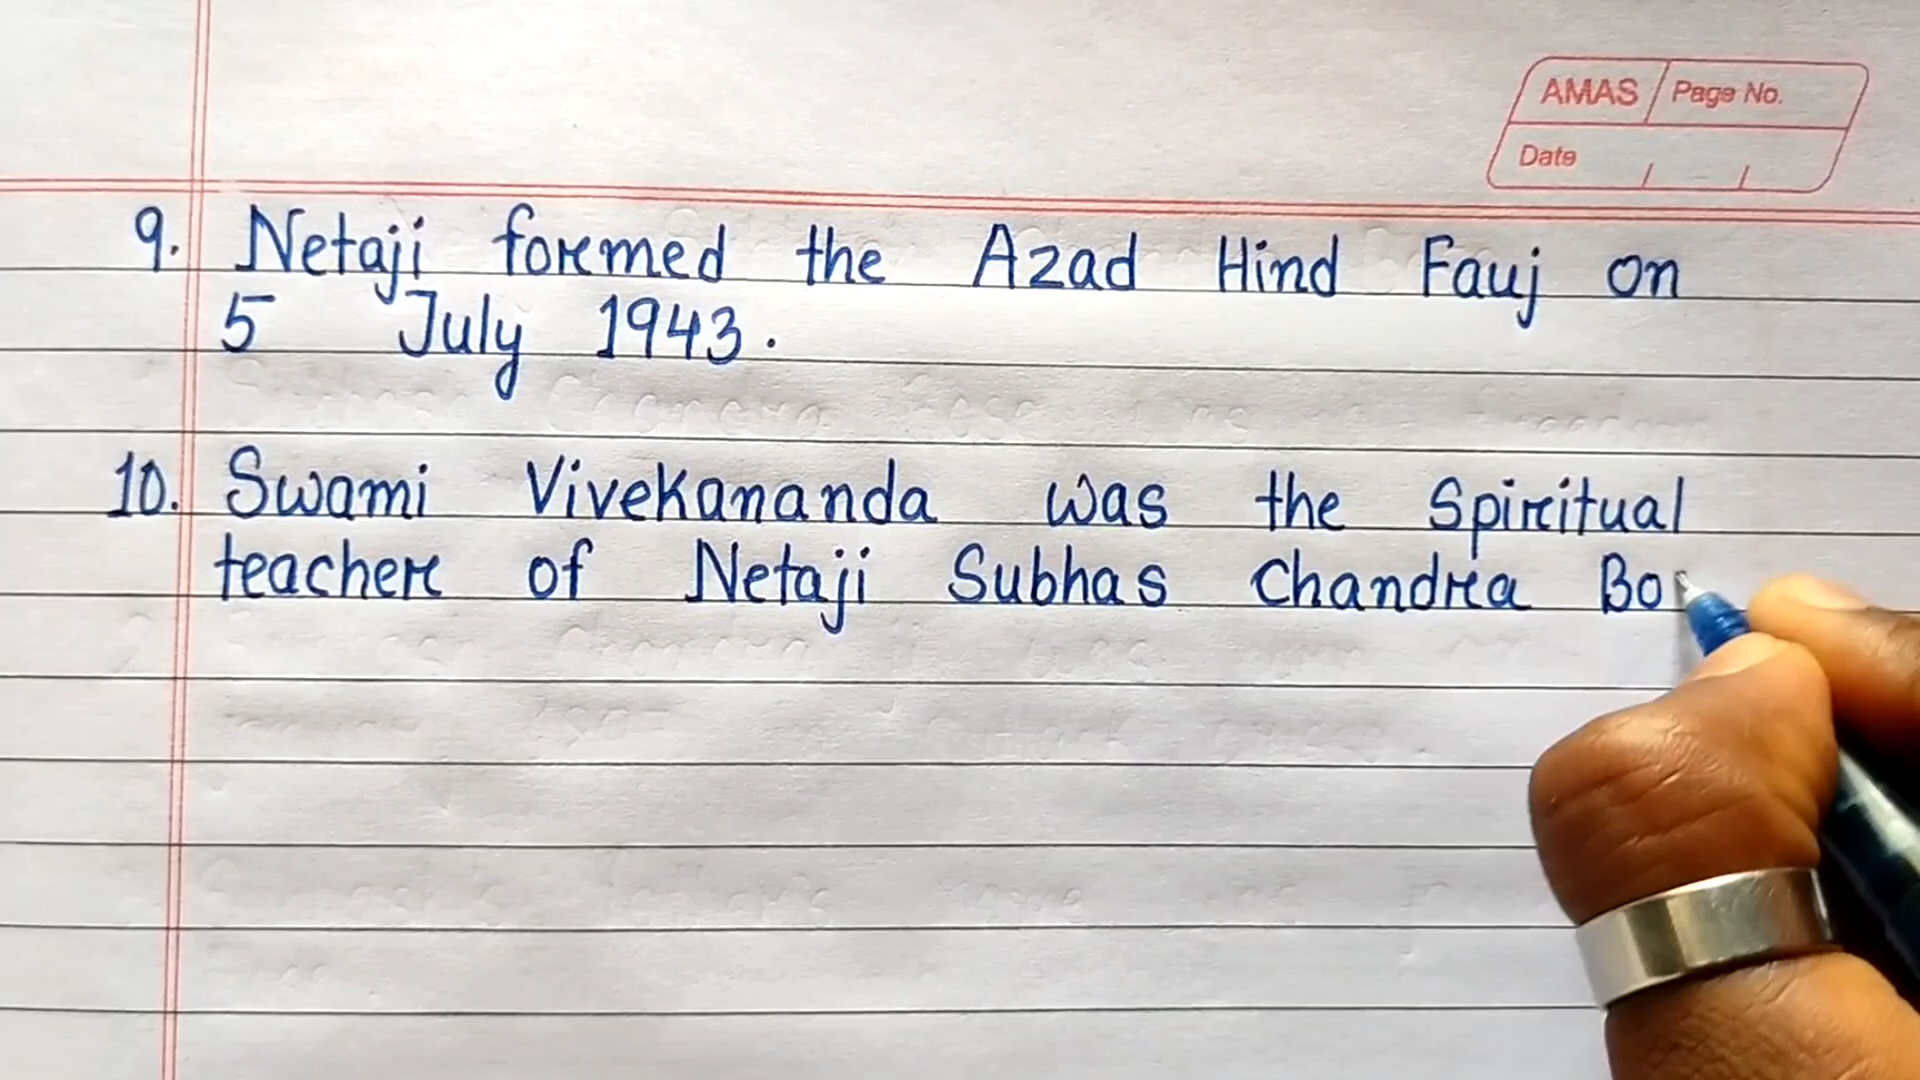 AMAS Page No.
Date / /
9. Netaji formed the Azad Hind Fauj on
5 July 1943.
10. Swami Vivekananda was the Spiritual
teacher of Netaji Subhas Chandra Bo